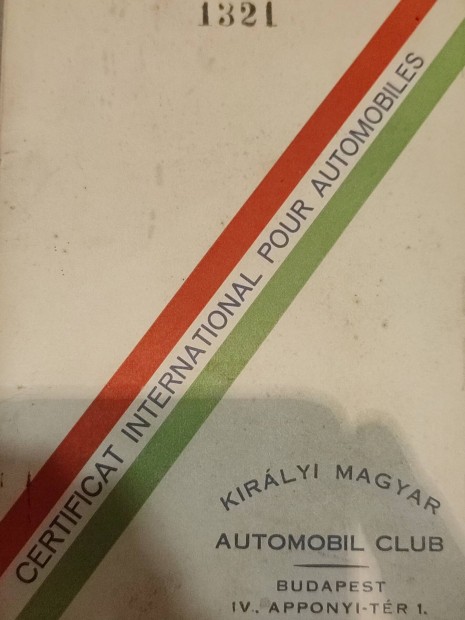 1321
CERTIFICAT INTERNATIONAL POUR AUTOMOBILES
KIRÁLYI MAGYAR
AUTOMOBIL CLUB
BUDAPEST
IV., APPONYI-TÉR 1.